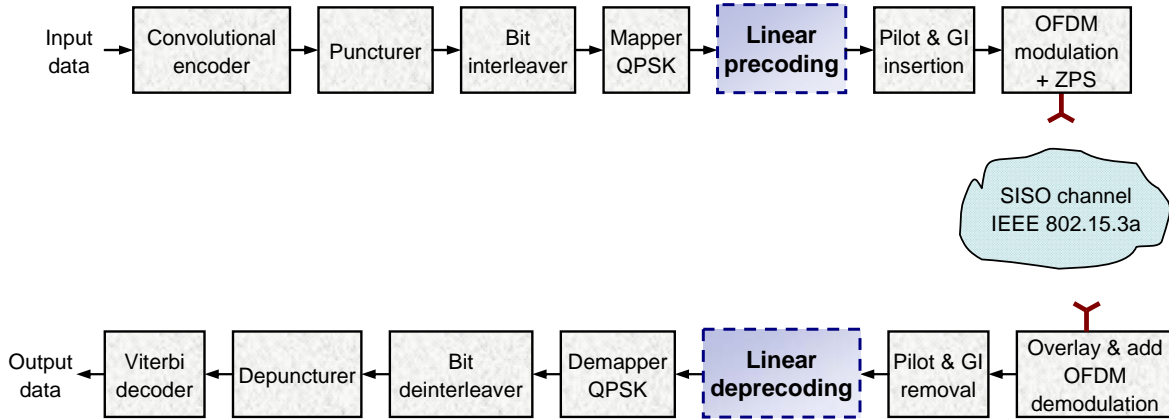 Input
data
Convolutional
encoder
Puncturer
Bit
interleaver
Mapper
QPSK
Linear
precoding
Pilot & GI
insertion
OFDM
modulation
+ ZPS
SISO channel
IEEE 802.15.3a
Output
data
Viterbi
decoder
Depuncturer
Bit
deinterleaver
Demapper
QPSK
Linear
deprecoding
Pilot & GI
removal
Overlay & add
OFDM
demodulation